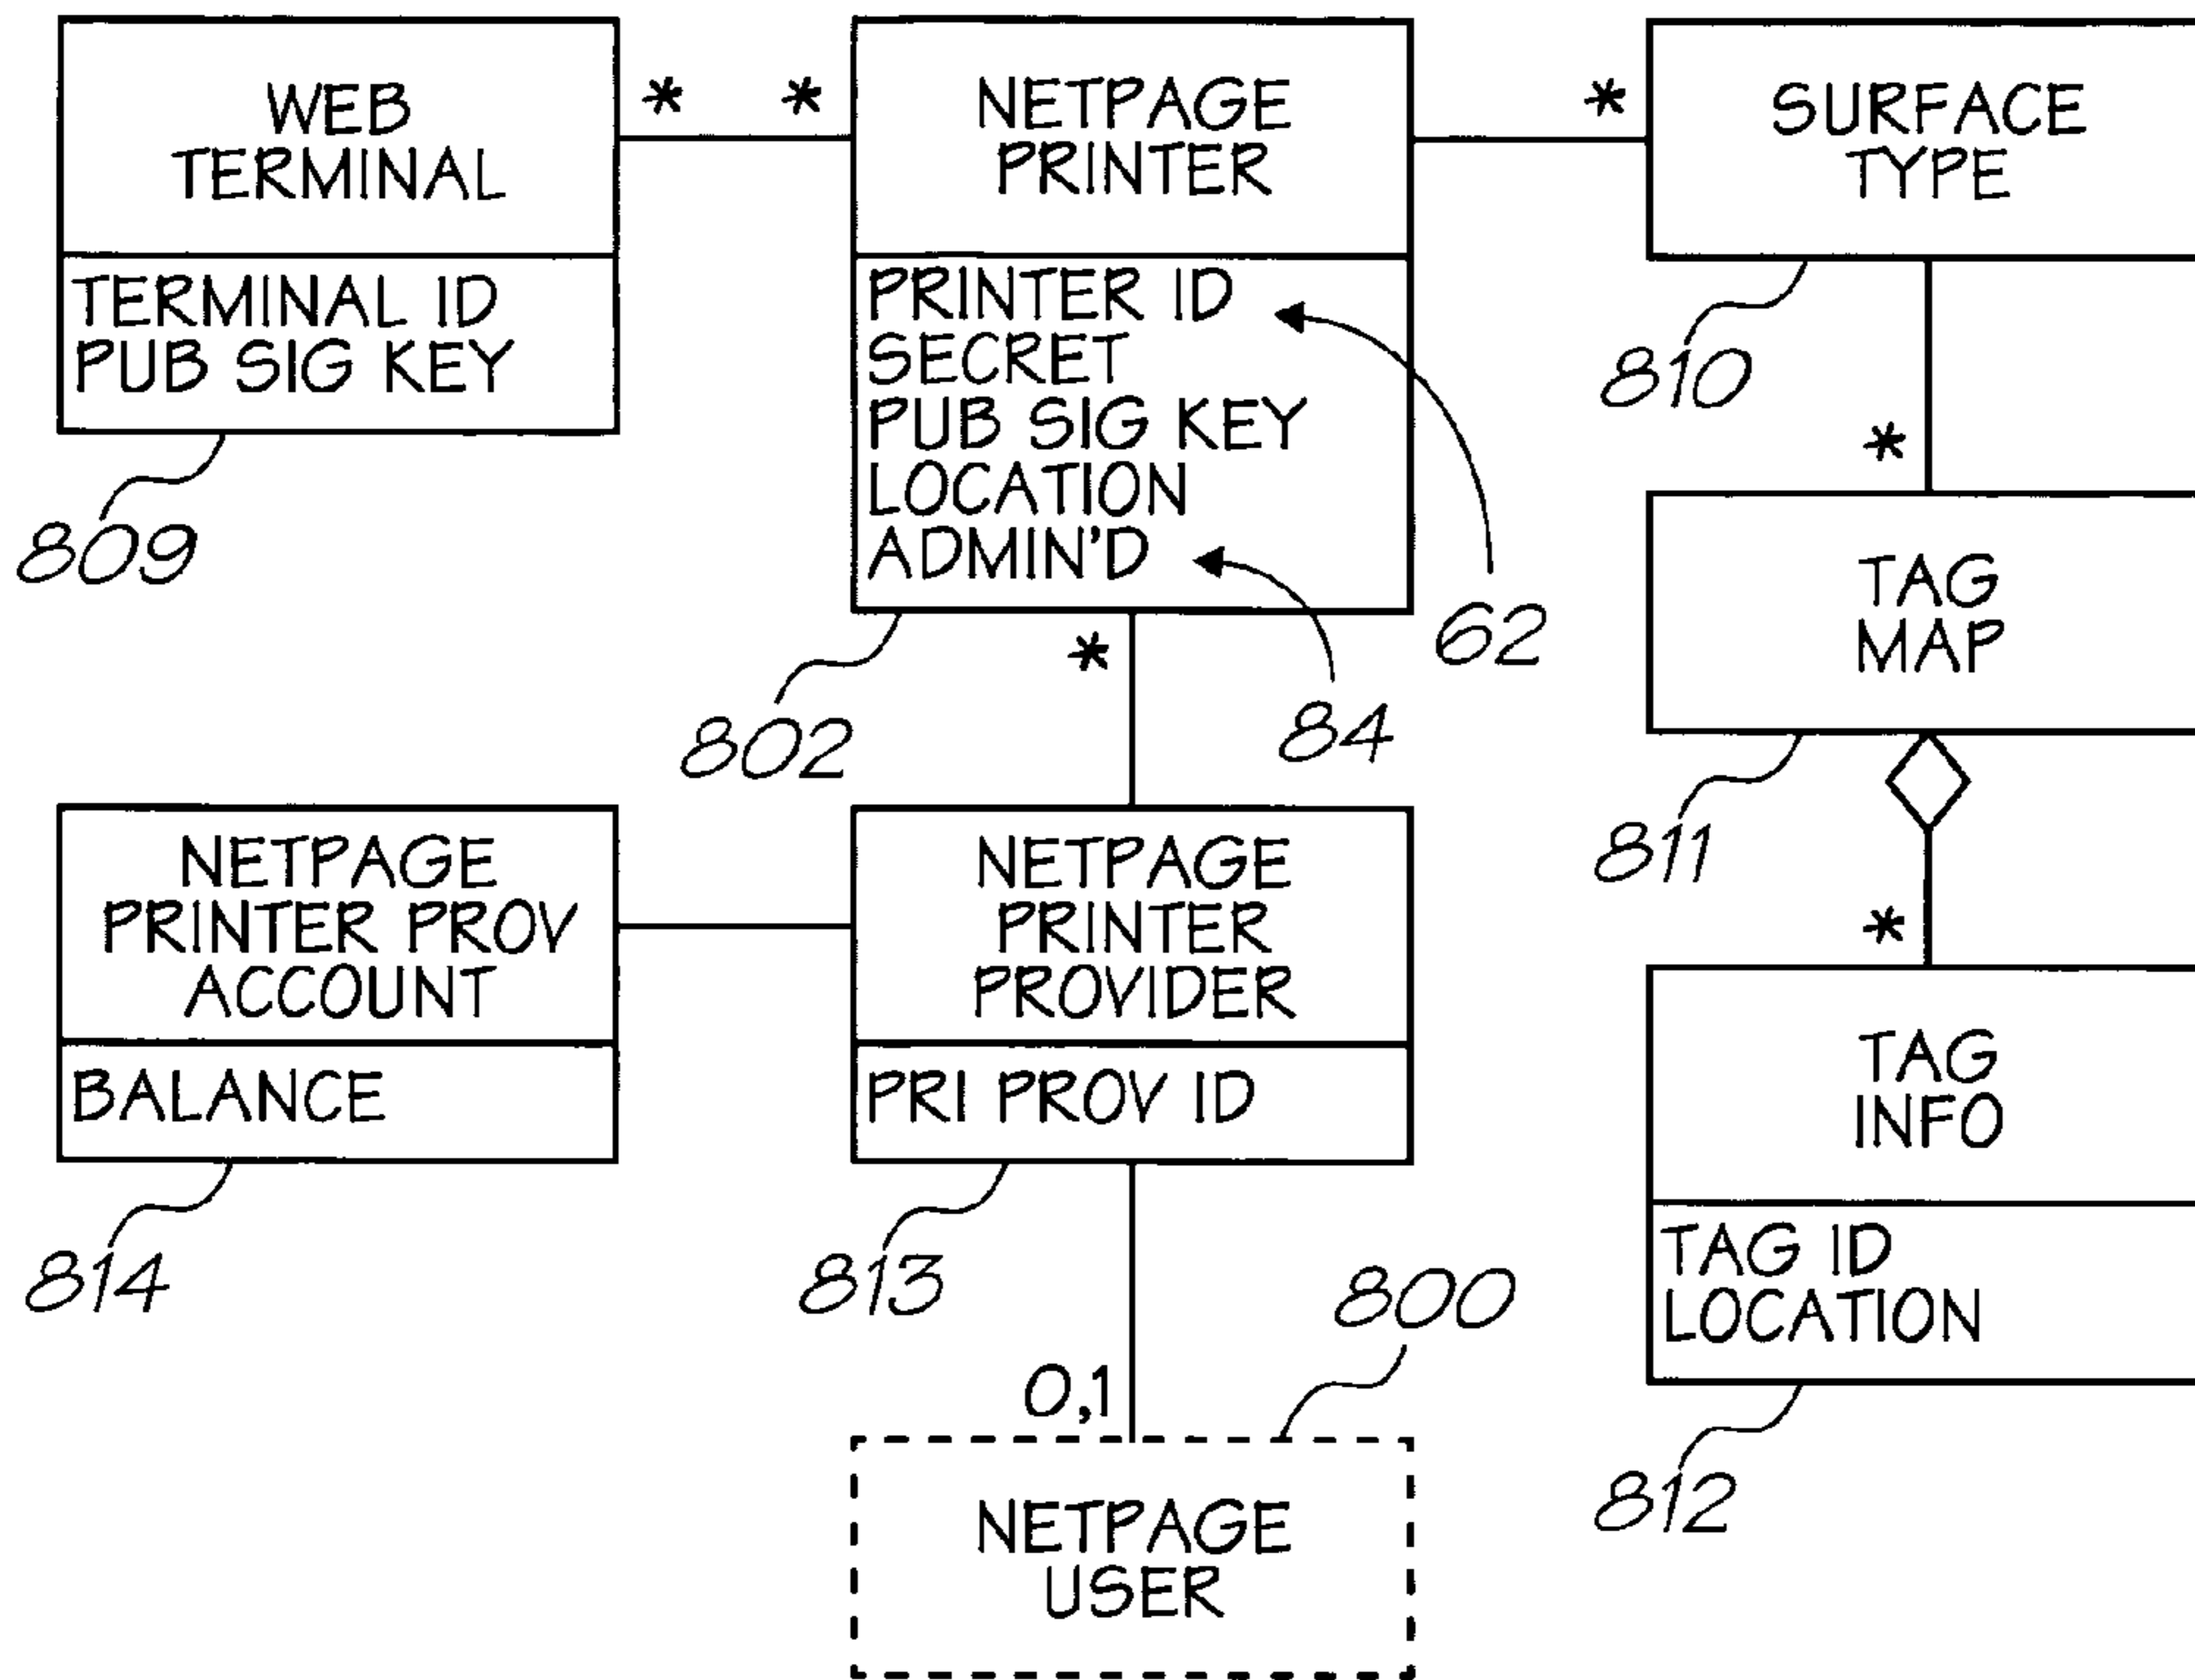 WEB
TERMINAL
TERMINAL ID
PUB SIG KEY
809
*
*
NETPAGE
PRINTER
PRINTER ID
SECRET
PUB SIG KEY
LOCATION
ADMIN'D
62
84
802
*
*
SURFACE
TYPE
810
*
TAG
MAP
811
*
TAG
INFO
TAG ID
LOCATION
812
NETPAGE
PRINTER PROV
ACCOUNT
BALANCE
814
NETPAGE
PRINTER
PROVIDER
PRI PROV ID
813
800
0,1
NETPAGE
USER